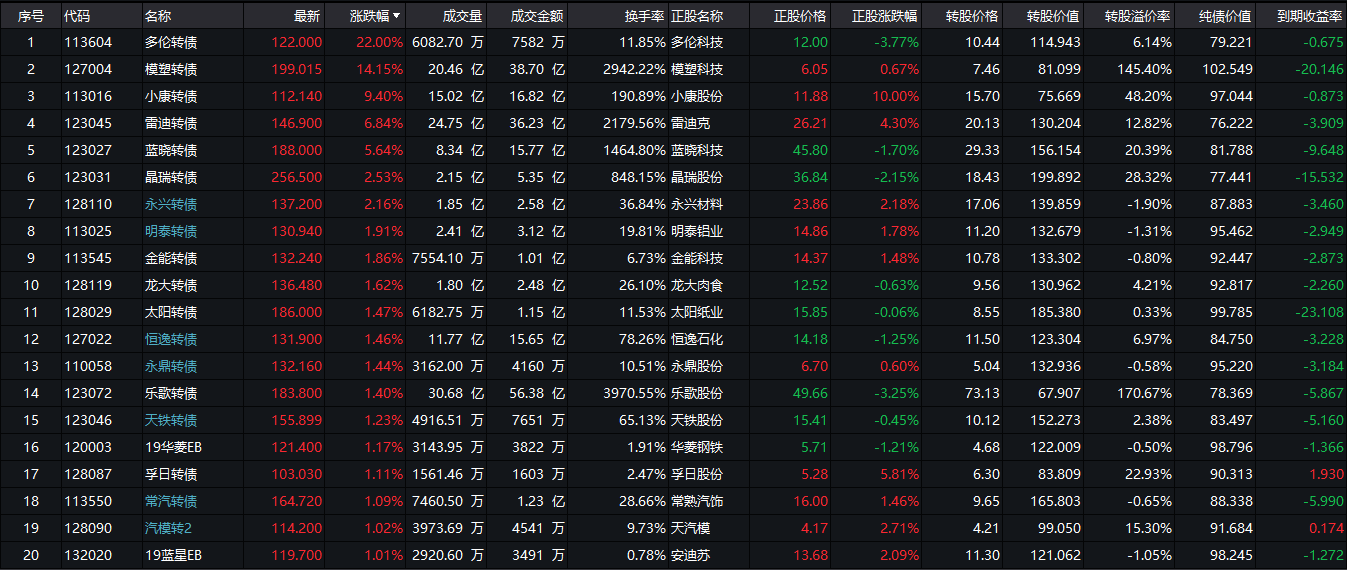 序号 代码 名称 最新 涨跌幅 成交量 成交金额 换手率 正股名称 正股价格 正股涨跌幅 转股价格 转股价值 转股溢价率 纯债价值 到期收益率
1 113604 多伦转债 122.000 22.00% 6082.70 万 7582 万 11.85% 多伦科技 12.00 -3.77% 10.44 114.943 6.14% 79.221 -0.675
2 127004 模塑转债 199.015 14.15% 20.46 亿 38.70 亿 2942.22% 模塑科技 6.05 0.67% 7.46 81.099 145.40% 102.549 -20.146
3 113016 小康转债 112.140 9.40% 15.02 亿 16.82 亿 190.89% 小康股份 11.88 10.00% 15.70 75.669 48.20% 97.044 -0.873
4 123045 雷迪转债 146.900 6.84% 24.75 亿 36.23 亿 2179.56% 雷迪克 26.21 4.30% 20.13 130.204 12.82% 76.222 -3.909
5 123027 蓝晓转债 188.000 5.64% 8.34 亿 15.77 亿 1464.80% 蓝晓科技 45.80 -1.70% 29.33 156.154 20.39% 81.788 -9.648
6 123031 晶瑞转债 256.500 2.53% 2.15 亿 5.35 亿 848.15% 晶瑞股份 36.84 -2.15% 18.43 199.892 28.32% 77.441 -15.532
7 128110 永兴转债 137.200 2.16% 1.85 亿 2.58 亿 36.84% 永兴材料 23.86 2.18% 17.06 139.859 -1.90% 87.883 -3.460
8 113025 明泰转债 130.940 1.91% 2.41 亿 3.12 亿 19.81% 明泰铝业 14.86 1.78% 11.20 132.679 -1.31% 95.462 -2.949
9 113545 金能转债 132.240 1.86% 7554.10 万 1.01 亿 6.73% 金能科技 14.37 1.48% 10.78 133.302 -0.80% 92.447 -2.873
10 128119 龙大转债 136.480 1.62% 1.80 亿 2.48 亿 26.10% 龙大肉食 12.52 -0.63% 9.56 130.962 4.21% 92.817 -2.260
11 128029 太阳转债 186.000 1.47% 6182.75 万 1.15 亿 11.53% 太阳纸业 15.85 -0.06% 8.55 185.380 0.33% 99.785 -23.108
12 127022 恒逸转债 131.900 1.46% 11.77 亿 15.65 亿 78.26% 恒逸石化 14.18 -1.25% 11.50 123.304 6.97% 84.750 -3.228
13 110058 永鼎转债 132.160 1.44% 3162.00 万 4160 万 10.51% 永鼎股份 6.70 0.60% 5.04 132.936 -0.58% 95.220 -3.184
14 123072 乐歌转债 183.800 1.40% 30.68 亿 56.38 亿 3970.55% 乐歌股份 49.66 -3.25% 73.13 67.907 170.67% 78.369 -5.867
15 123046 天铁转债 155.899 1.23% 4916.51 万 7651 万 65.13% 天铁股份 15.41 -0.45% 10.12 152.273 2.38% 83.497 -5.160
16 120003 19华菱EB 121.400 1.17% 3143.95 万 3822 万 1.91% 华菱钢铁 5.71 -1.21% 4.68 122.009 -0.50% 98.796 -1.366
17 128087 孚日转债 103.030 1.11% 1561.46 万 1603 万 2.47% 孚日股份 5.28 5.81% 6.30 83.809 22.93% 90.313 1.930
18 113550 常汽转债 164.720 1.09% 7460.50 万 1.23 亿 28.66% 常熟汽饰 16.00 1.46% 9.65 165.803 -0.65% 88.338 -5.990
19 128090 汽模转2 114.200 1.02% 3973.69 万 4541 万 9.73% 天汽模 4.17 2.71% 4.21 99.050 15.30% 91.684 0.174
20 132020 19蓝星EB 119.700 1.01% 2920.60 万 3491 万 0.78% 安迪苏 13.68 2.09% 11.30 121.062 -1.05% 98.245 -1.272